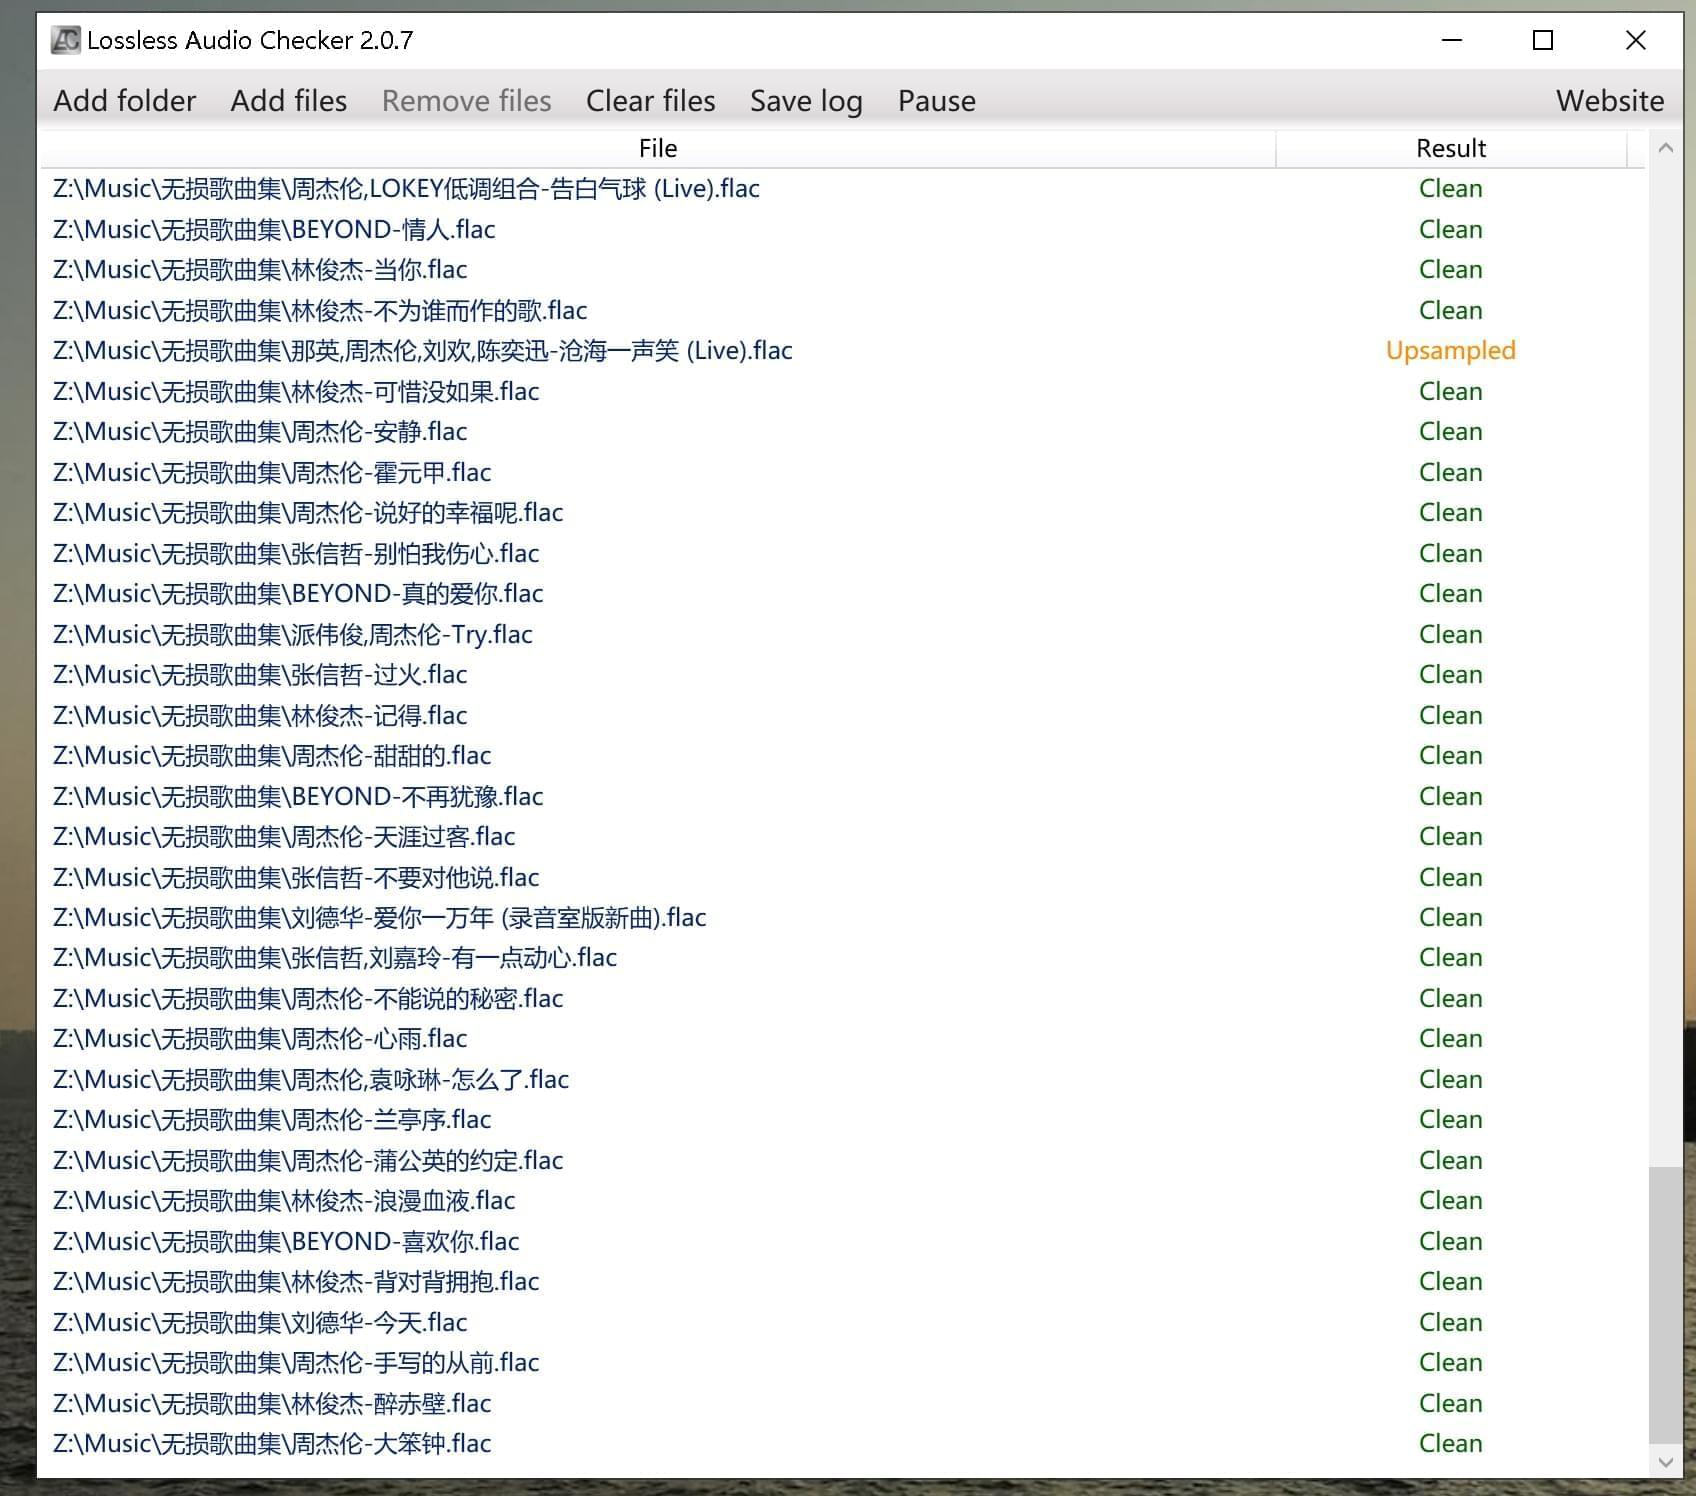 Lossless Audio Checker 2.0.7
Add folder Add files Remove files Clear files Save log Pause Website
File Result
Z:\Music\无损歌曲集\周杰伦,LOKEY低调组合-告白气球 (Live).flac Clean
Z:\Music\无损歌曲集\BEYOND-情人.flac Clean
Z:\Music\无损歌曲集\林俊杰-当你.flac Clean
Z:\Music\无损歌曲集\林俊杰-不为谁而作的歌.flac Clean
Z:\Music\无损歌曲集\那英,周杰伦,刘欢,陈奕迅-沧海一声笑 (Live).flac Upsampled
Z:\Music\无损歌曲集\林俊杰-可惜没如果.flac Clean
Z:\Music\无损歌曲集\周杰伦-安静.flac Clean
Z:\Music\无损歌曲集\周杰伦-霍元甲.flac Clean
Z:\Music\无损歌曲集\周杰伦-说好的幸福呢.flac Clean
Z:\Music\无损歌曲集\张信哲-别怕我伤心.flac Clean
Z:\Music\无损歌曲集\BEYOND-真的爱你.flac Clean
Z:\Music\无损歌曲集\派伟俊,周杰伦-Try.flac Clean
Z:\Music\无损歌曲集\张信哲-过火.flac Clean
Z:\Music\无损歌曲集\林俊杰-记得.flac Clean
Z:\Music\无损歌曲集\周杰伦-甜甜的.flac Clean
Z:\Music\无损歌曲集\BEYOND-不再犹豫.flac Clean
Z:\Music\无损歌曲集\周杰伦-天涯过客.flac Clean
Z:\Music\无损歌曲集\张信哲-不要对他说.flac Clean
Z:\Music\无损歌曲集\刘德华-爱你一万年 (录音室版新曲).flac Clean
Z:\Music\无损歌曲集\张信哲,刘嘉玲-有一点动心.flac Clean
Z:\Music\无损歌曲集\周杰伦-不能说的秘密.flac Clean
Z:\Music\无损歌曲集\周杰伦-心雨.flac Clean
Z:\Music\无损歌曲集\周杰伦,袁咏琳-怎么了.flac Clean
Z:\Music\无损歌曲集\周杰伦-兰亭序.flac Clean
Z:\Music\无损歌曲集\周杰伦-蒲公英的约定.flac Clean
Z:\Music\无损歌曲集\林俊杰-浪漫血液.flac Clean
Z:\Music\无损歌曲集\BEYOND-喜欢你.flac Clean
Z:\Music\无损歌曲集\林俊杰-背对背拥抱.flac Clean
Z:\Music\无损歌曲集\刘德华-今天.flac Clean
Z:\Music\无损歌曲集\周杰伦-手写的从前.flac Clean
Z:\Music\无损歌曲集\林俊杰-醉赤壁.flac Clean
Z:\Music\无损歌曲集\周杰伦-大笨钟.flac Clean